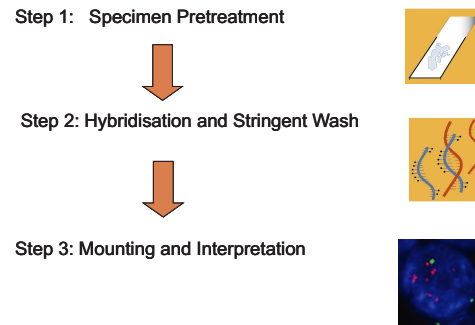 Step 1: Specimen Pretreatment
Step 2: Hybridisation and Stringent Wash
Step 3: Mounting and Interpretation